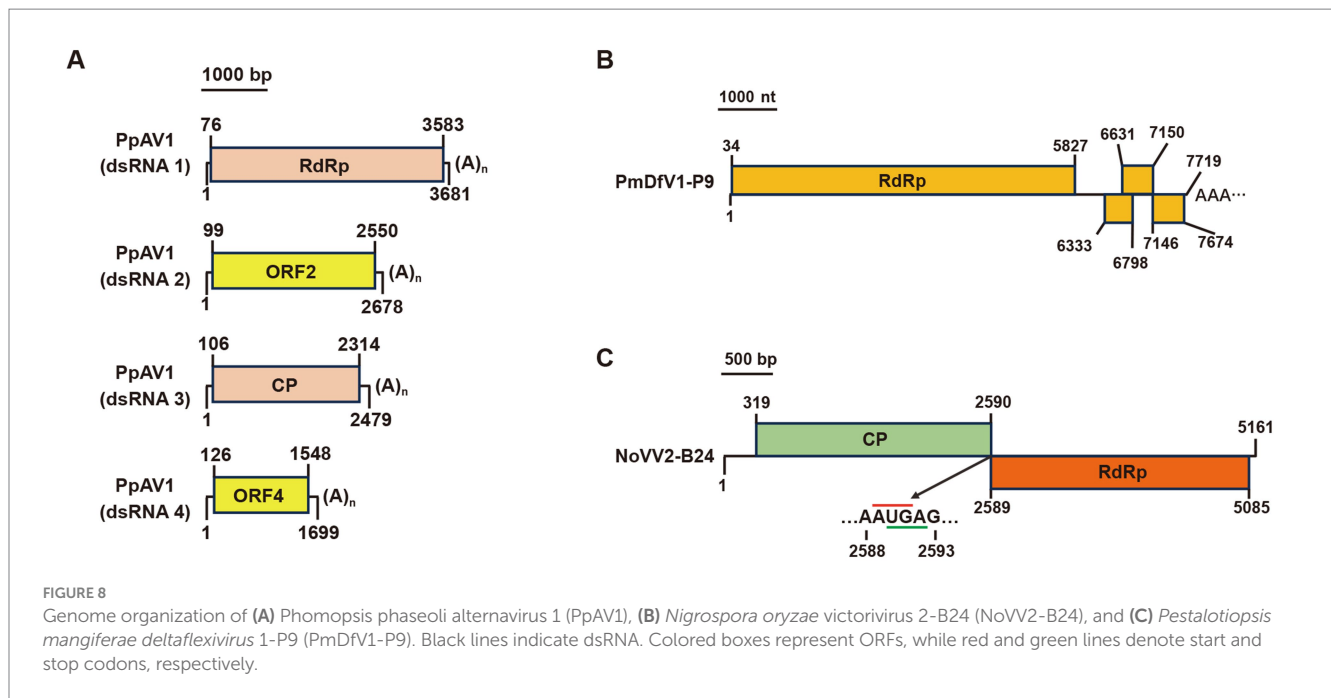 A
1000 bp
PpAV1
(dsRNA 1)
76
3583
RdRp
(A)n
1
3681
PpAV1
(dsRNA 2)
99
2550
ORF2
(A)n
1
2678
PpAV1
(dsRNA 3)
106
2314
CP
(A)n
1
2479
PpAV1
(dsRNA 4)
126
1548
ORF4
(A)n
1
1699
B
1000 nt
PmDfV1-P9
34
5827
RdRp
1
6631
7150
7719
AAA···
6333
6798
7146
7674
C
500 bp
NoVV2-B24
319
2590
5161
CP
RdRp
1
2589
5085
...AAUGAG...
2588
2593
FIGURE 8
Genome organization of (A) Phomopsis phaseoli alternavirus 1 (PpAV1), (B) Nigrospora oryzae victorivirus 2-B24 (NoVV2-B24), and (C) Pestalotiopsis
mangiferae deltaflexivirus 1-P9 (PmDfV1-P9). Black lines indicate dsRNA. Colored boxes represent ORFs, while red and green lines denote start and
stop codons, respectively.